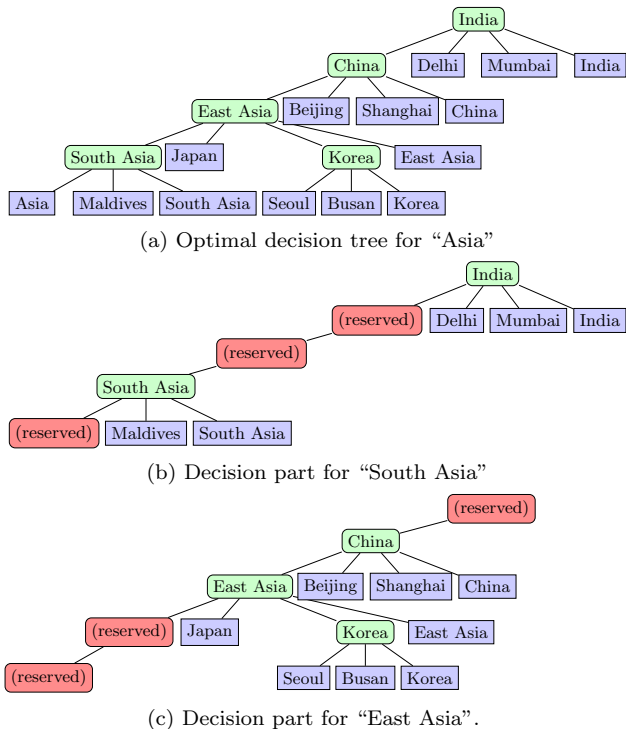 India
China Delhi Mumbai India
East Asia Beijing Shanghai China
South Asia Japan Korea East Asia
Asia Maldives South Asia Seoul Busan Korea
(a) Optimal decision tree for “Asia”
India
(reserved) Delhi Mumbai India
(reserved)
South Asia
(reserved) Maldives South Asia
(b) Decision part for “South Asia”
(reserved)
China
East Asia Beijing Shanghai China
(reserved) Japan Korea East Asia
(reserved) Seoul Busan Korea
(c) Decision part for “East Asia”.